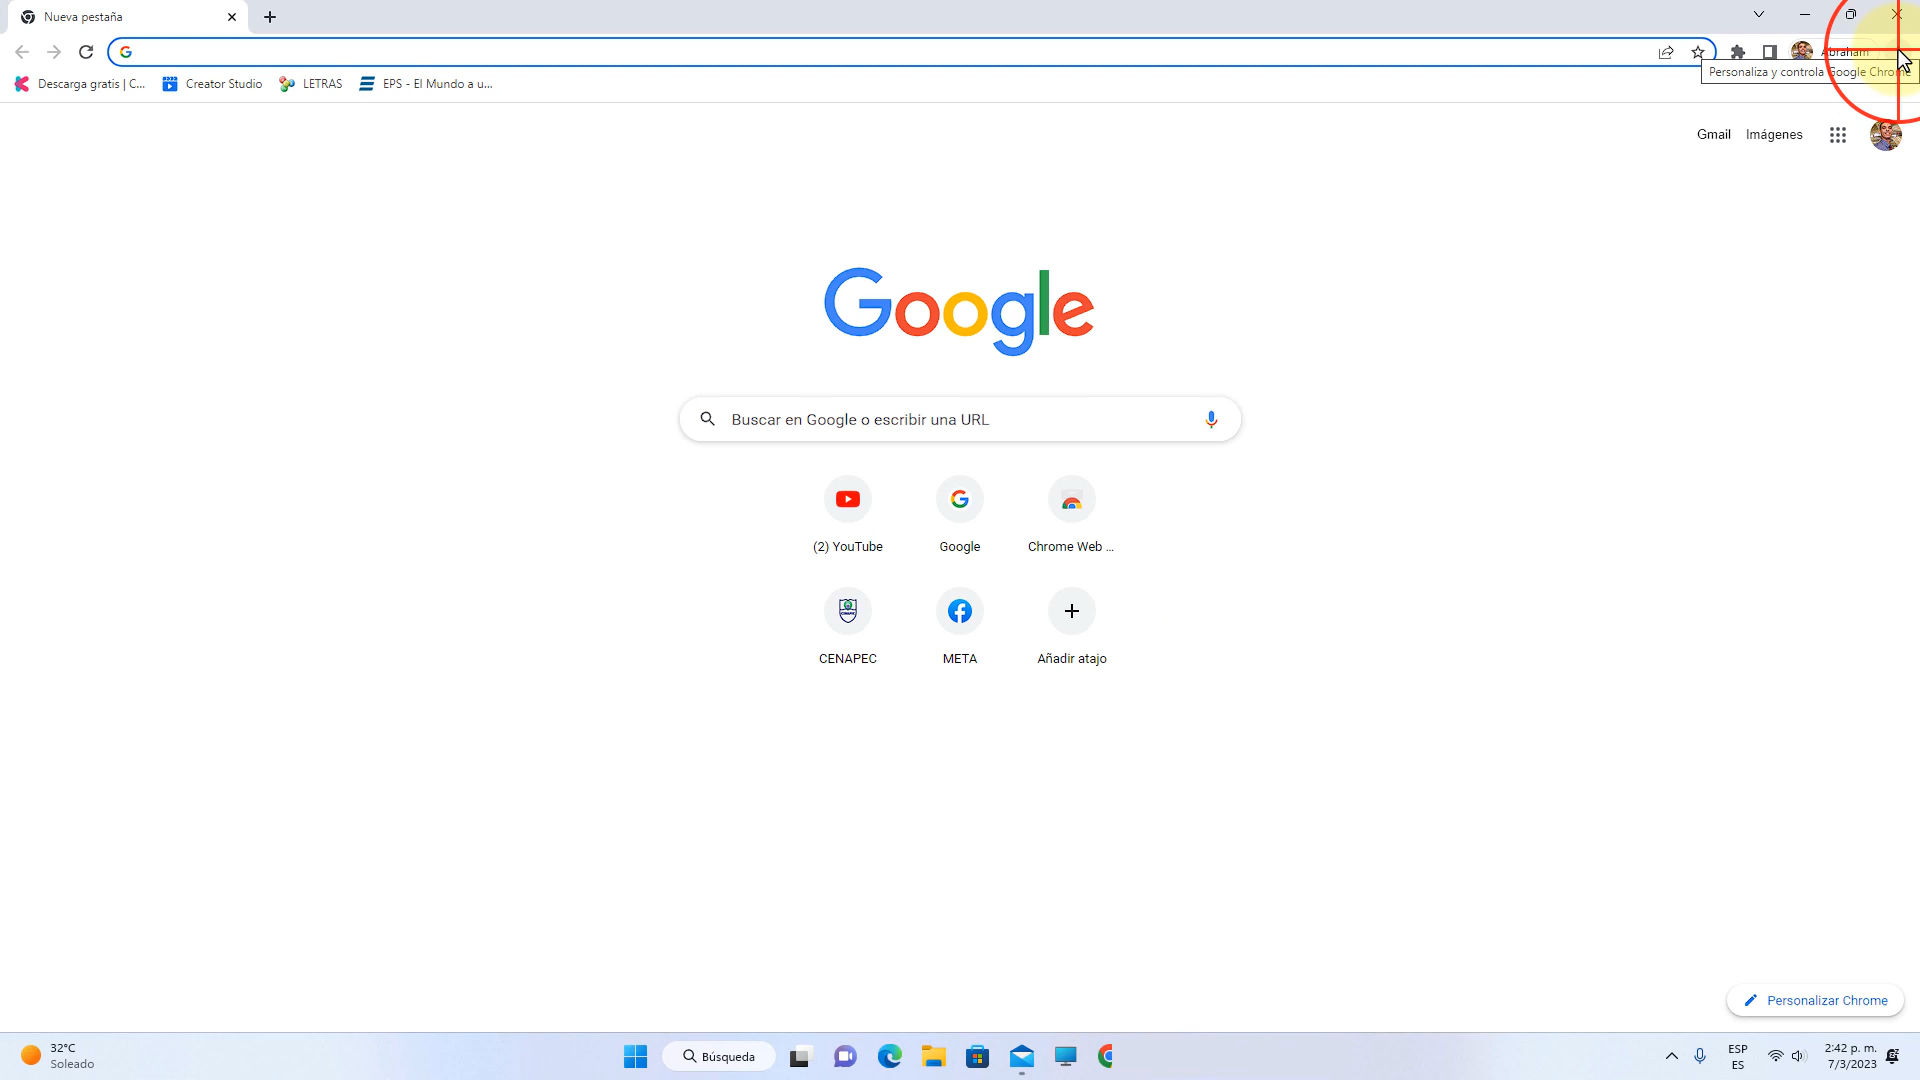 Nueva pestaña
Abraham
Personaliza y controla Google Chrome
Descarga gratis | C...
Creator Studio
LETRAS
EPS - El Mundo a u...
Gmail
Imágenes
Google
Buscar en Google o escribir una URL
(2) YouTube
Google
Chrome Web ...
CENAPEC
META
Añadir atajo
Personalizar Chrome
32°C
Soleado
Búsqueda
ESP
ES
2:42 p. m.
7/3/2023